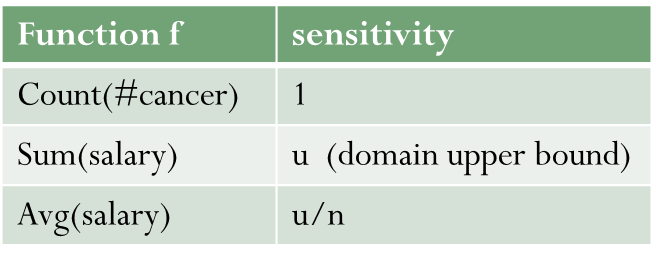 Function f sensitivity
Count(#cancer) 1
Sum(salary) u (domain upper bound)
Avg(salary) u/n